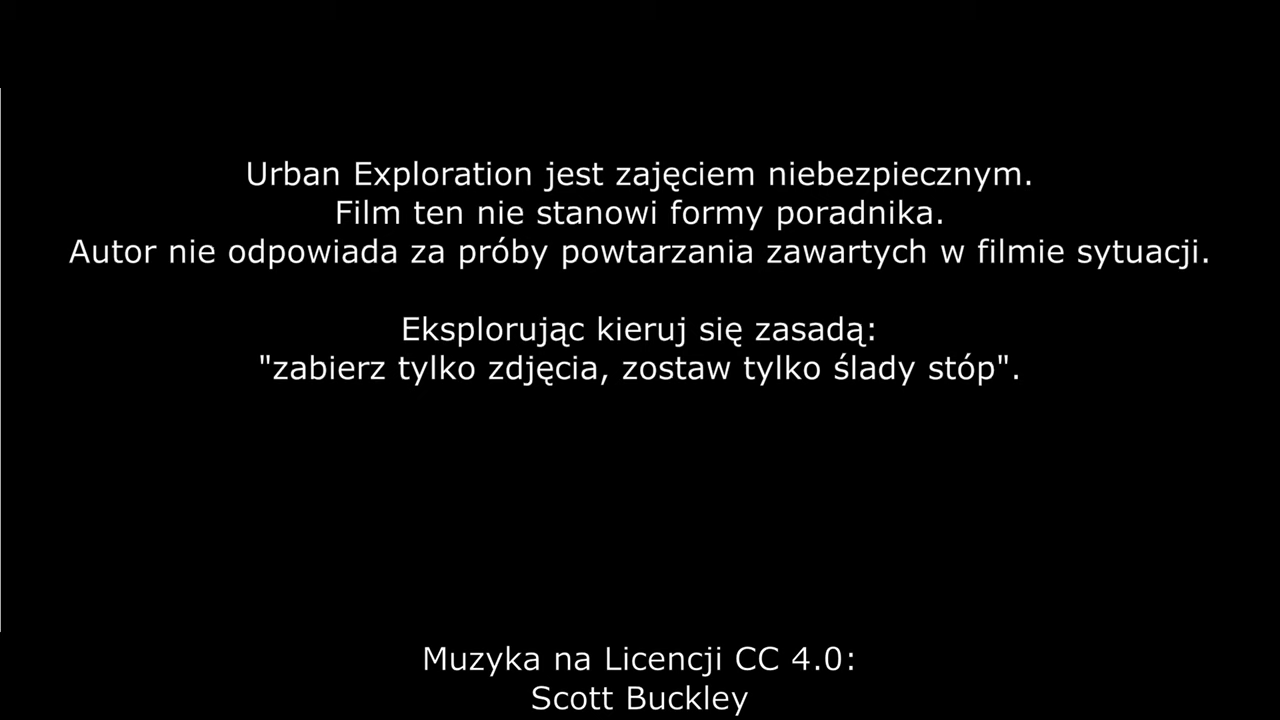 Urban Exploration jest zajęciem niebezpiecznym.
Film ten nie stanowi formy poradnika.
Autor nie odpowiada za próby powtarzania zawartych w filmie sytuacji.
Eksplorując kieruj się zasadą:
"zabierz tylko zdjęcia, zostaw tylko ślady stóp".
Muzyka na Licencji CC 4.0:
Scott Buckley